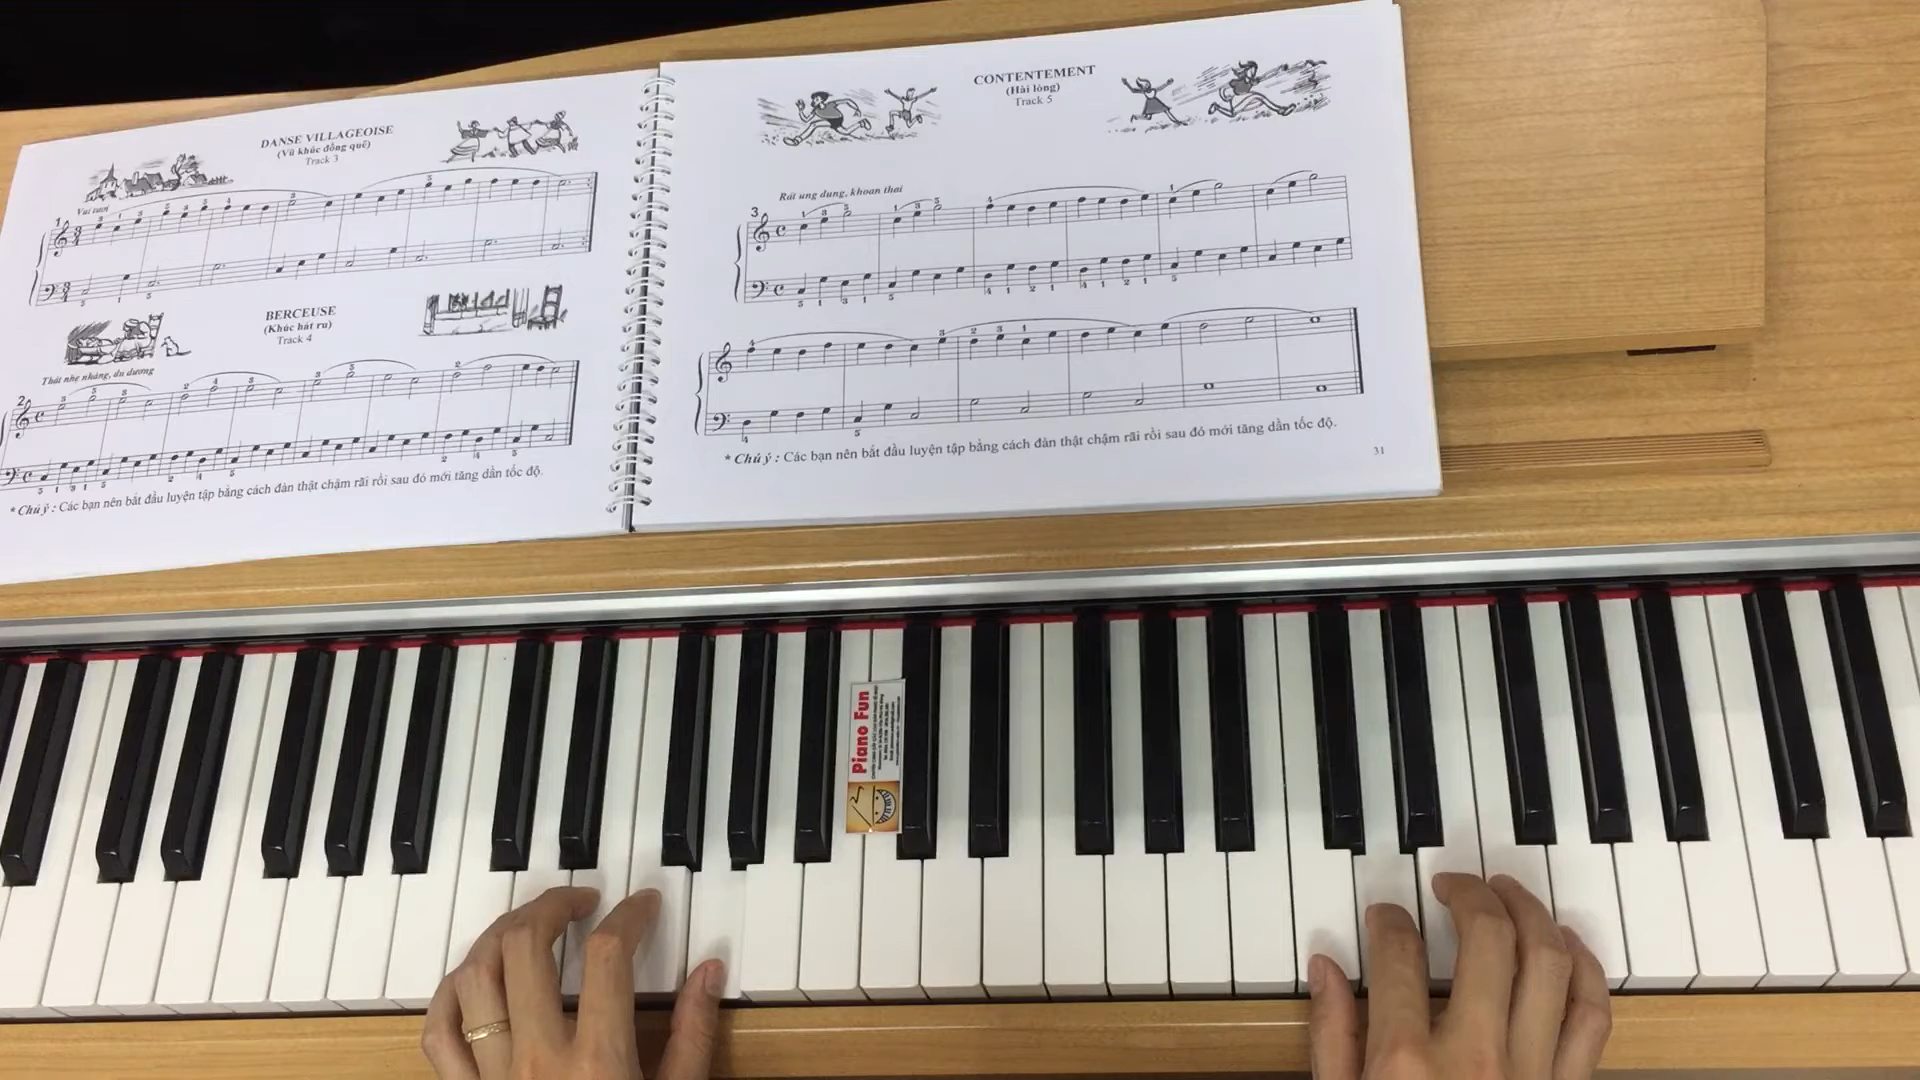 DANSE VILLAGEOISE
(Vũ khúc đồng quê)
Track 3
Vui tươi
1
BERCEUSE
(Khúc hát ru)
Track 4
Thật nhẹ nhàng, du dương
2
* Chú ý : Các bạn nên bắt đầu luyện tập bằng cách đàn thật chậm rãi rồi sau đó mới tăng dần tốc độ.
CONTENTEMENT
(Hài lòng)
Track 5
Rất ung dung, khoan thai
3
* Chú ý : Các bạn nên bắt đầu luyện tập bằng cách đàn thật chậm rãi rồi sau đó mới tăng dần tốc độ.
31
Piano Fun